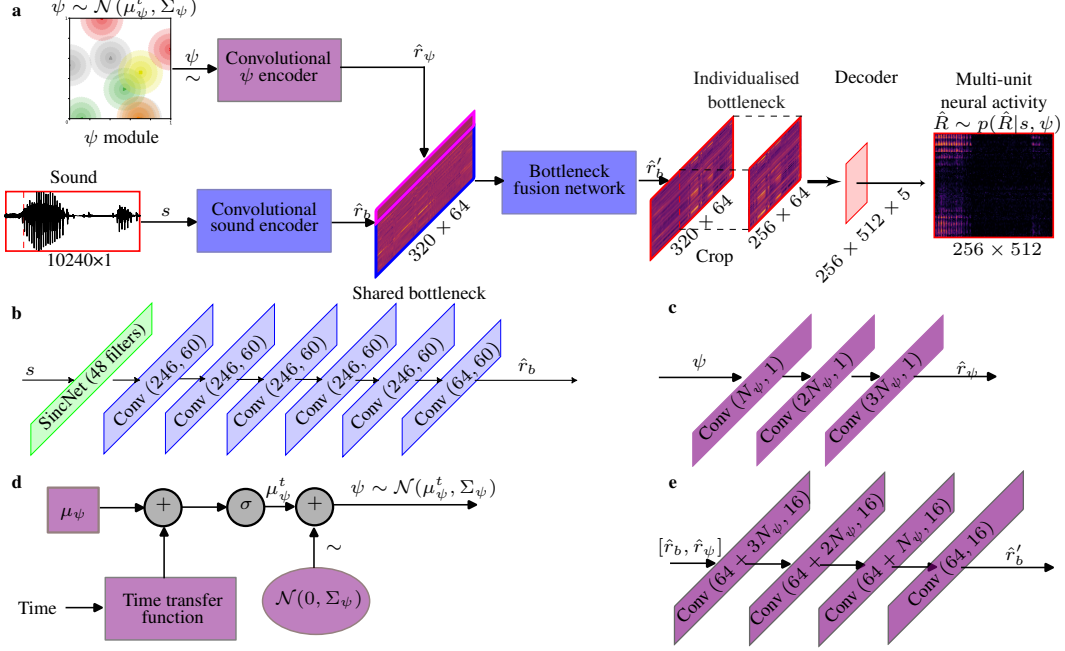 a
ψ ∼ N(μ^t_ψ, Σ_ψ)
1
0
1
ψ module
ψ
∼
Convolutional
ψ encoder
r̂_ψ
Sound
10240×1
s
Convolutional
sound encoder
r̂_b
320 × 64
Shared bottleneck
Bottleneck
fusion network
r̂′_b
Individualised
bottleneck
320 × 64
256 × 64
Crop
Decoder
256 × 512 × 5
Multi-unit
neural activity
R̂ ∼ p(R̂|s, ψ)
256 × 512
b
s
SincNet (48 filters)
Conv (246, 60)
Conv (246, 60)
Conv (246, 60)
Conv (246, 60)
Conv (246, 60)
Conv (64, 60)
r̂_b
c
ψ
Conv (N_ψ, 1)
Conv (2N_ψ, 1)
Conv (3N_ψ, 1)
r̂_ψ
d
μ_ψ
+
σ
μ^t_ψ
+
ψ ∼ N(μ^t_ψ, Σ_ψ)
∼
Time
Time transfer
function
N(0, Σ_ψ)
e
[r̂_b, r̂_ψ]
Conv (64 + 3N_ψ, 16)
Conv (64 + 2N_ψ, 16)
Conv (64 + N_ψ, 16)
Conv (64, 16)
r̂′_b